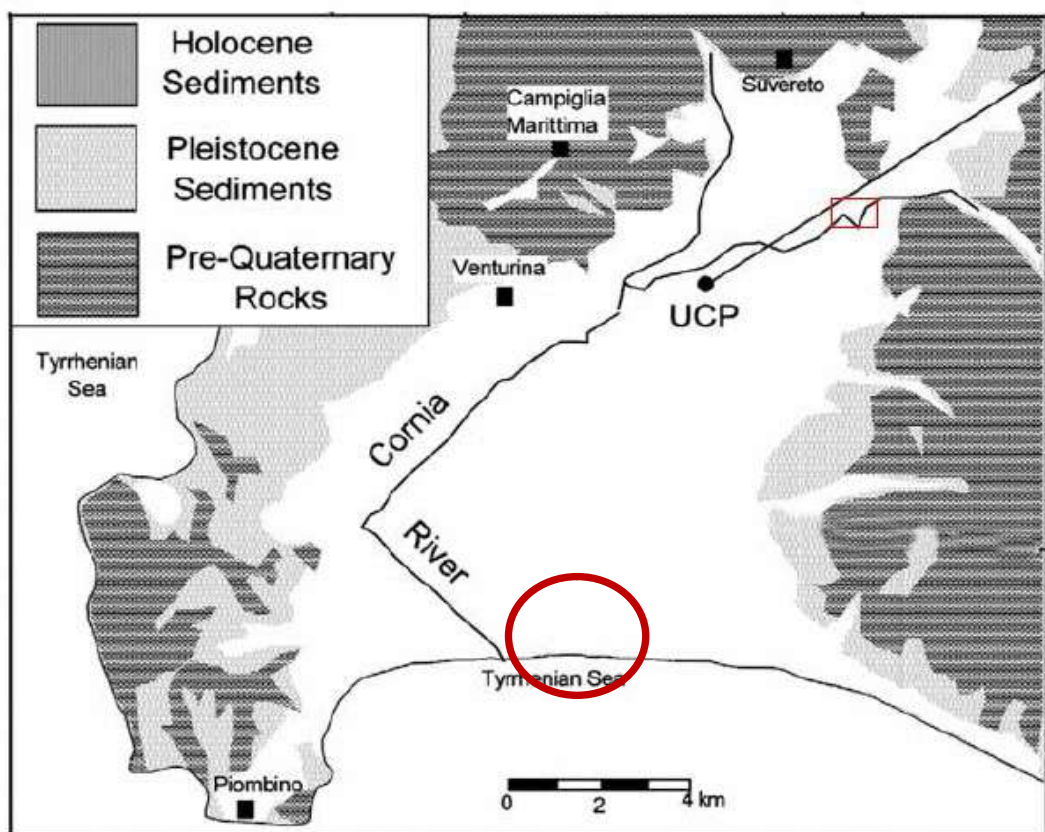 Holocene
Sediments
Pleistocene
Sediments
Pre-Quaternary
Rocks
Suvereto
Campiglia
Marittima
Venturina
UCP
Tyrrhenian
Sea
Cornia
River
Tyrrhenian Sea
Piombino
0 2 4 km